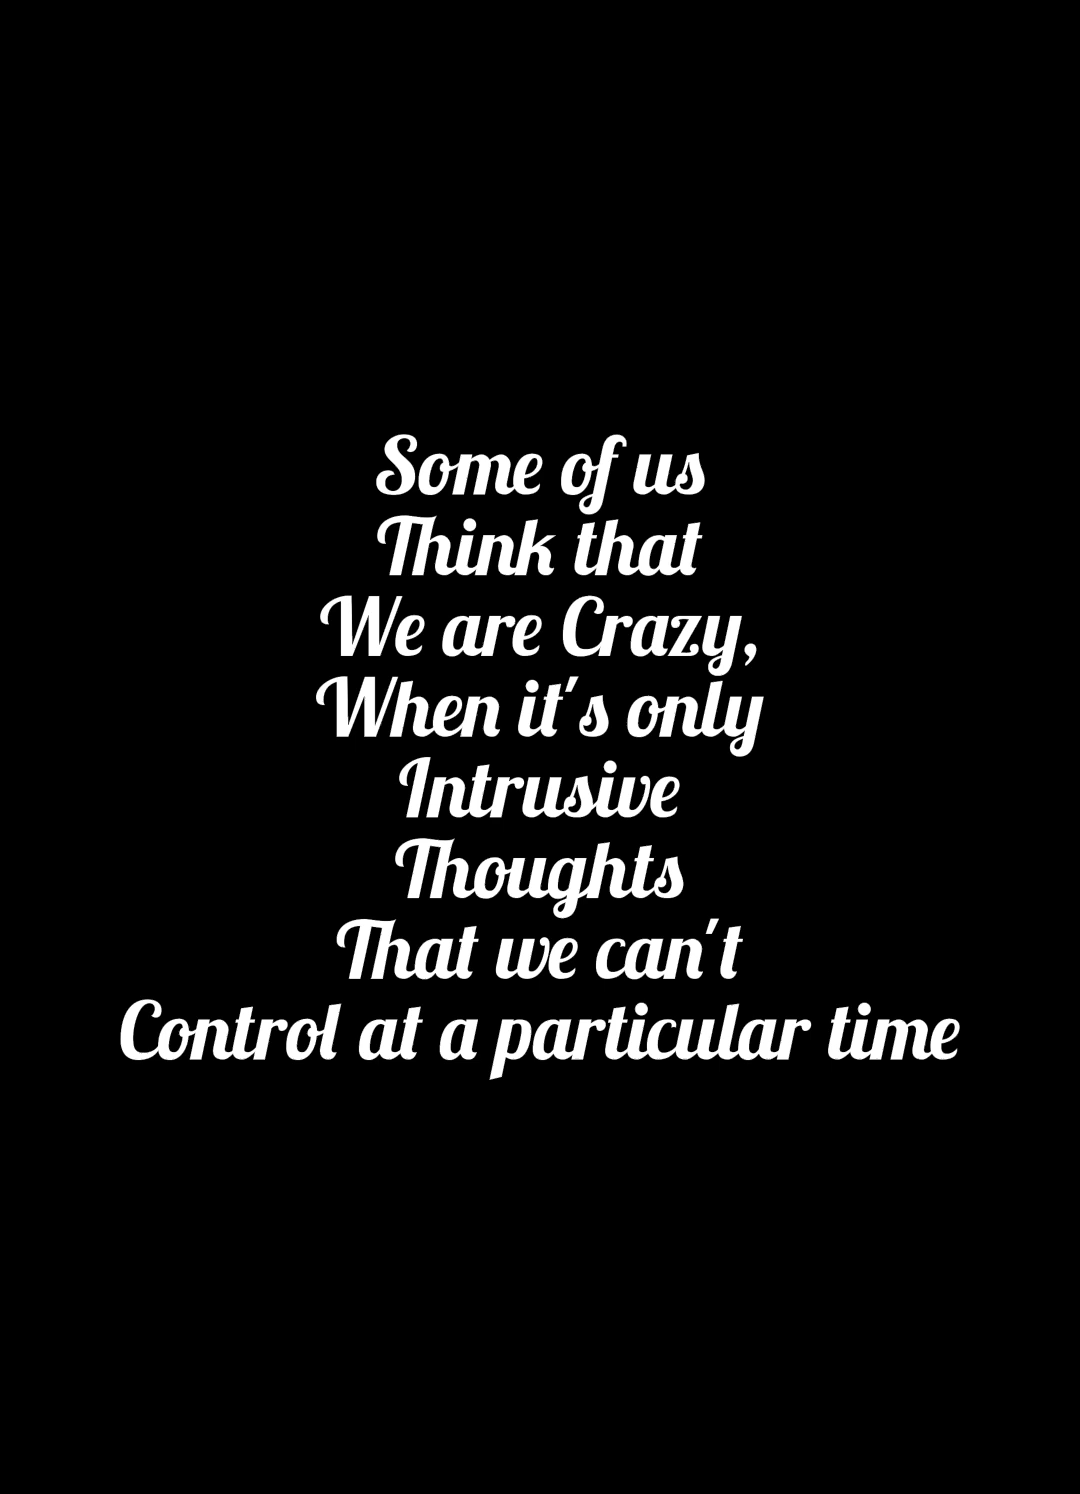 Some of us
Think that
We are Crazy,
When it's only
Intrusive
Thoughts
That we can't
Control at a particular time